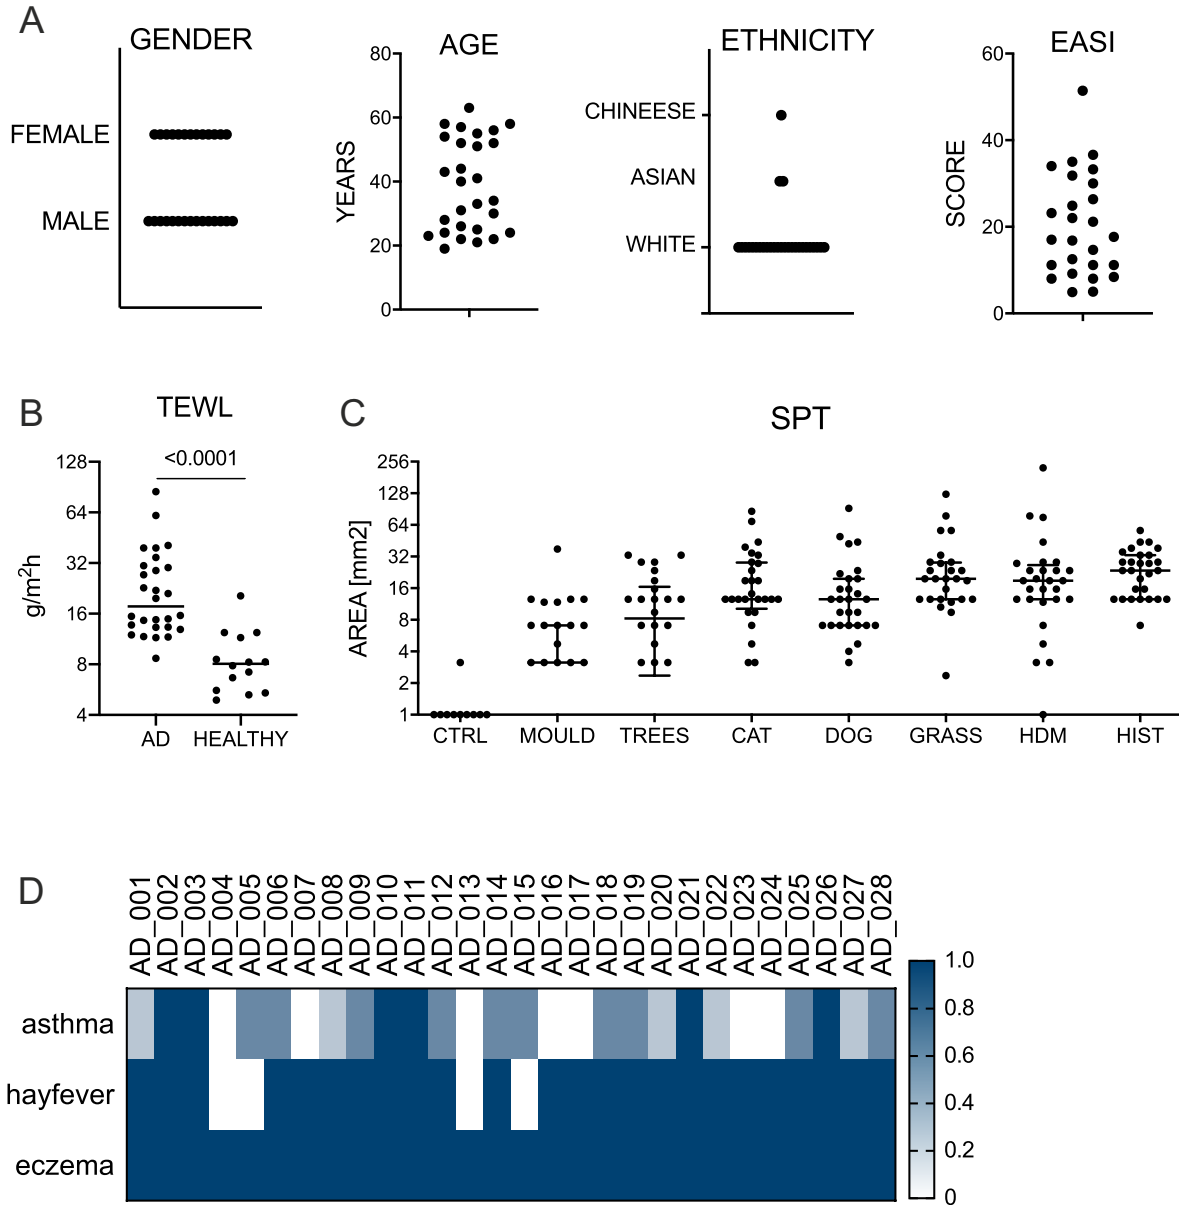 A
GENDER
FEMALE
MALE
AGE
YEARS
80
60
40
20
0
ETHNICITY
CHINEESE
ASIAN
WHITE
EASI
SCORE
60
40
20
0
B
TEWL
<0.0001
g/m²h
128
64
32
16
8
4
AD HEALTHY
C
SPT
AREA [mm2]
256
128
64
32
16
8
4
2
1
CTRL MOULD TREES CAT DOG GRASS HDM HIST
D
AD_001
AD_002
AD_003
AD_004
AD_005
AD_006
AD_007
AD_008
AD_009
AD_010
AD_011
AD_012
AD_013
AD_014
AD_015
AD_016
AD_017
AD_018
AD_019
AD_020
AD_021
AD_022
AD_023
AD_024
AD_025
AD_026
AD_027
AD_028
asthma
hayfever
eczema
1.0
0.8
0.6
0.4
0.2
0